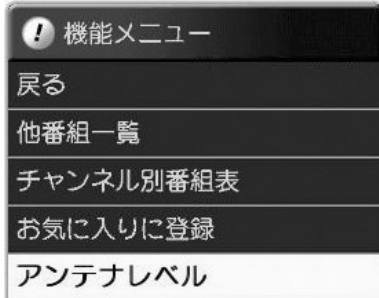 機能メニュー
戻る
他番組一覧
チャンネル別番組表
お気に入りに登録
アンテナレベル